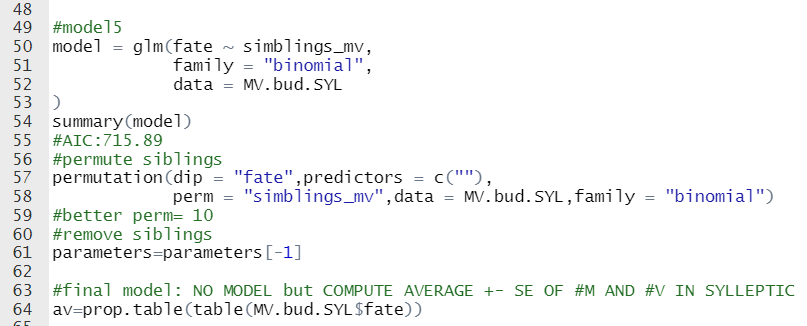 48
49 #model5
50 model = glm(fate ~ simblings_mv,
51 family = "binomial",
52 data = MV.bud.SYL
53 )
54 summary(model)
55 #AIC:715.89
56 #permute siblings
57 permutation(dip = "fate",predictors = c(""),
58 perm = "simblings_mv",data = MV.bud.SYL,family = "binomial")
59 #better perm= 10
60 #remove siblings
61 parameters=parameters[-1]
62
63 #final model: NO MODEL but COMPUTE AVERAGE +- SE OF #M AND #V IN SYLLEPTIC
64 av=prop.table(table(MV.bud.SYL$fate))